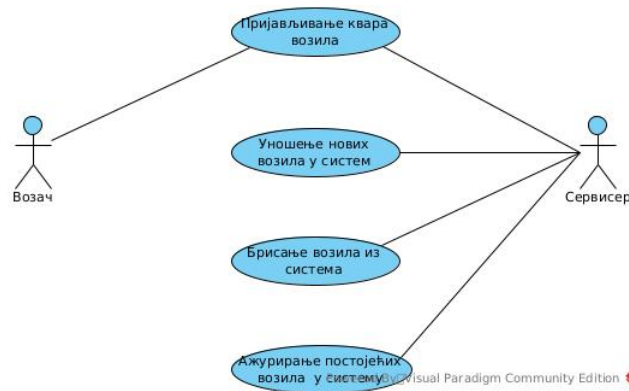 Пријављивање квара
возила
Уношење нових
возила у систем
Возач
Сервисер
Брисање возила из
система
Ажурирање постојећих
возила у систему
Visual Paradigm Community Edition